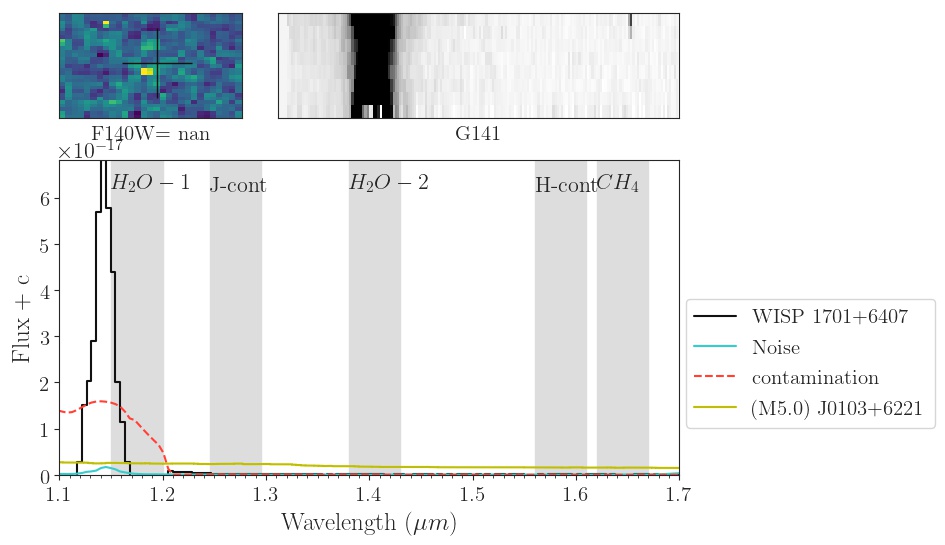 F140W= nan
G141
×10⁻¹⁷
H₂O − 1
J-cont
H₂O − 2
H-cont
CH₄
6
5
4
3
2
1
0
Flux + c
WISP 1701+6407
Noise
contamination
(M5.0) J0103+6221
1.1 1.2 1.3 1.4 1.5 1.6 1.7
Wavelength (μm)